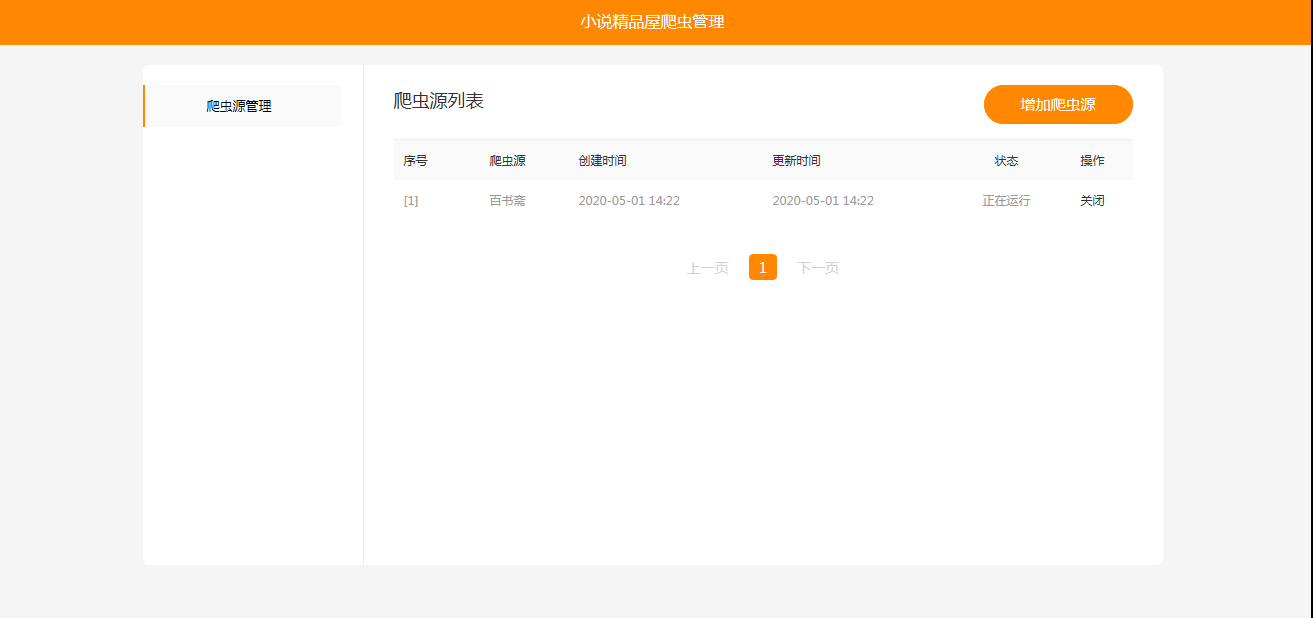 小说精品屋爬虫管理
爬虫源管理
爬虫源列表
增加爬虫源
序号 爬虫源 创建时间 更新时间 状态 操作
[1] 百书斋 2020-05-01 14:22 2020-05-01 14:22 正在运行 关闭
上一页 1 下一页